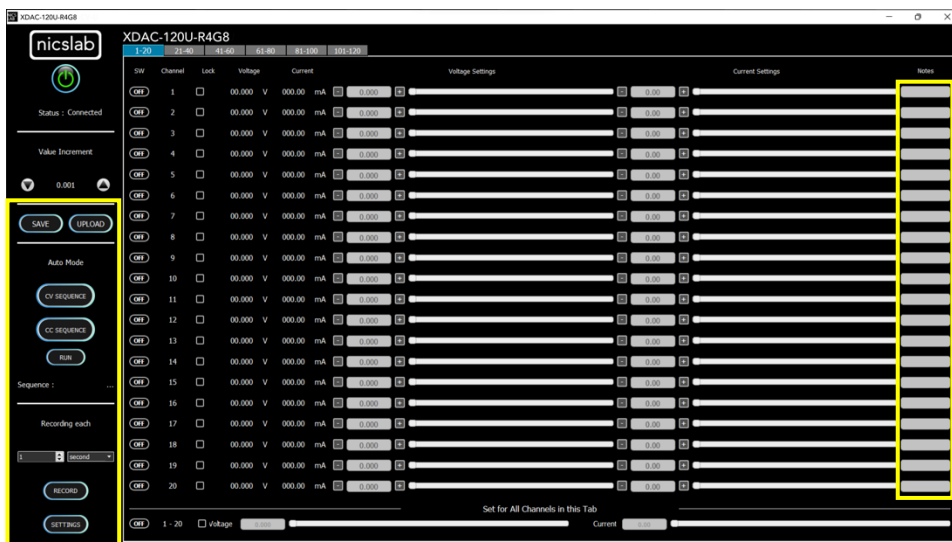 XDAC-120U-R4G8
nicslab
Status : Connected
Value Increment
0.001
SAVE UPLOAD
Auto Mode
CV SEQUENCE
CC SEQUENCE
RUN
Sequence : ...
Recording each
1 second
RECORD
SETTINGS
XDAC-120U-R4G8
1-20 21-40 41-60 61-80 81-100 101-120
SW Channel Lock Voltage Current Voltage Settings Current Settings Notes
OFF 1 00.000 V 000.00 mA - 0.000 + - 0.00 +
OFF 2 00.000 V 000.00 mA - 0.000 + - 0.00 +
OFF 3 00.000 V 000.00 mA - 0.000 + - 0.00 +
OFF 4 00.000 V 000.00 mA - 0.000 + - 0.00 +
OFF 5 00.000 V 000.00 mA - 0.000 + - 0.00 +
OFF 6 00.000 V 000.00 mA - 0.000 + - 0.00 +
OFF 7 00.000 V 000.00 mA - 0.000 + - 0.00 +
OFF 8 00.000 V 000.00 mA - 0.000 + - 0.00 +
OFF 9 00.000 V 000.00 mA - 0.000 + - 0.00 +
OFF 10 00.000 V 000.00 mA - 0.000 + - 0.00 +
OFF 11 00.000 V 000.00 mA - 0.000 + - 0.00 +
OFF 12 00.000 V 000.00 mA - 0.000 + - 0.00 +
OFF 13 00.000 V 000.00 mA - 0.000 + - 0.00 +
OFF 14 00.000 V 000.00 mA - 0.000 + - 0.00 +
OFF 15 00.000 V 000.00 mA - 0.000 + - 0.00 +
OFF 16 00.000 V 000.00 mA - 0.000 + - 0.00 +
OFF 17 00.000 V 000.00 mA - 0.000 + - 0.00 +
OFF 18 00.000 V 000.00 mA - 0.000 + - 0.00 +
OFF 19 00.000 V 000.00 mA - 0.000 + - 0.00 +
OFF 20 00.000 V 000.00 mA - 0.000 + - 0.00 +
Set for All Channels in this Tab
OFF 1 - 20 Voltage 0.000 Current 0.00